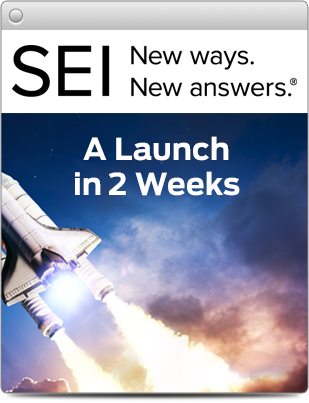 SEI New ways.
New answers.®
A Launch
in 2 Weeks